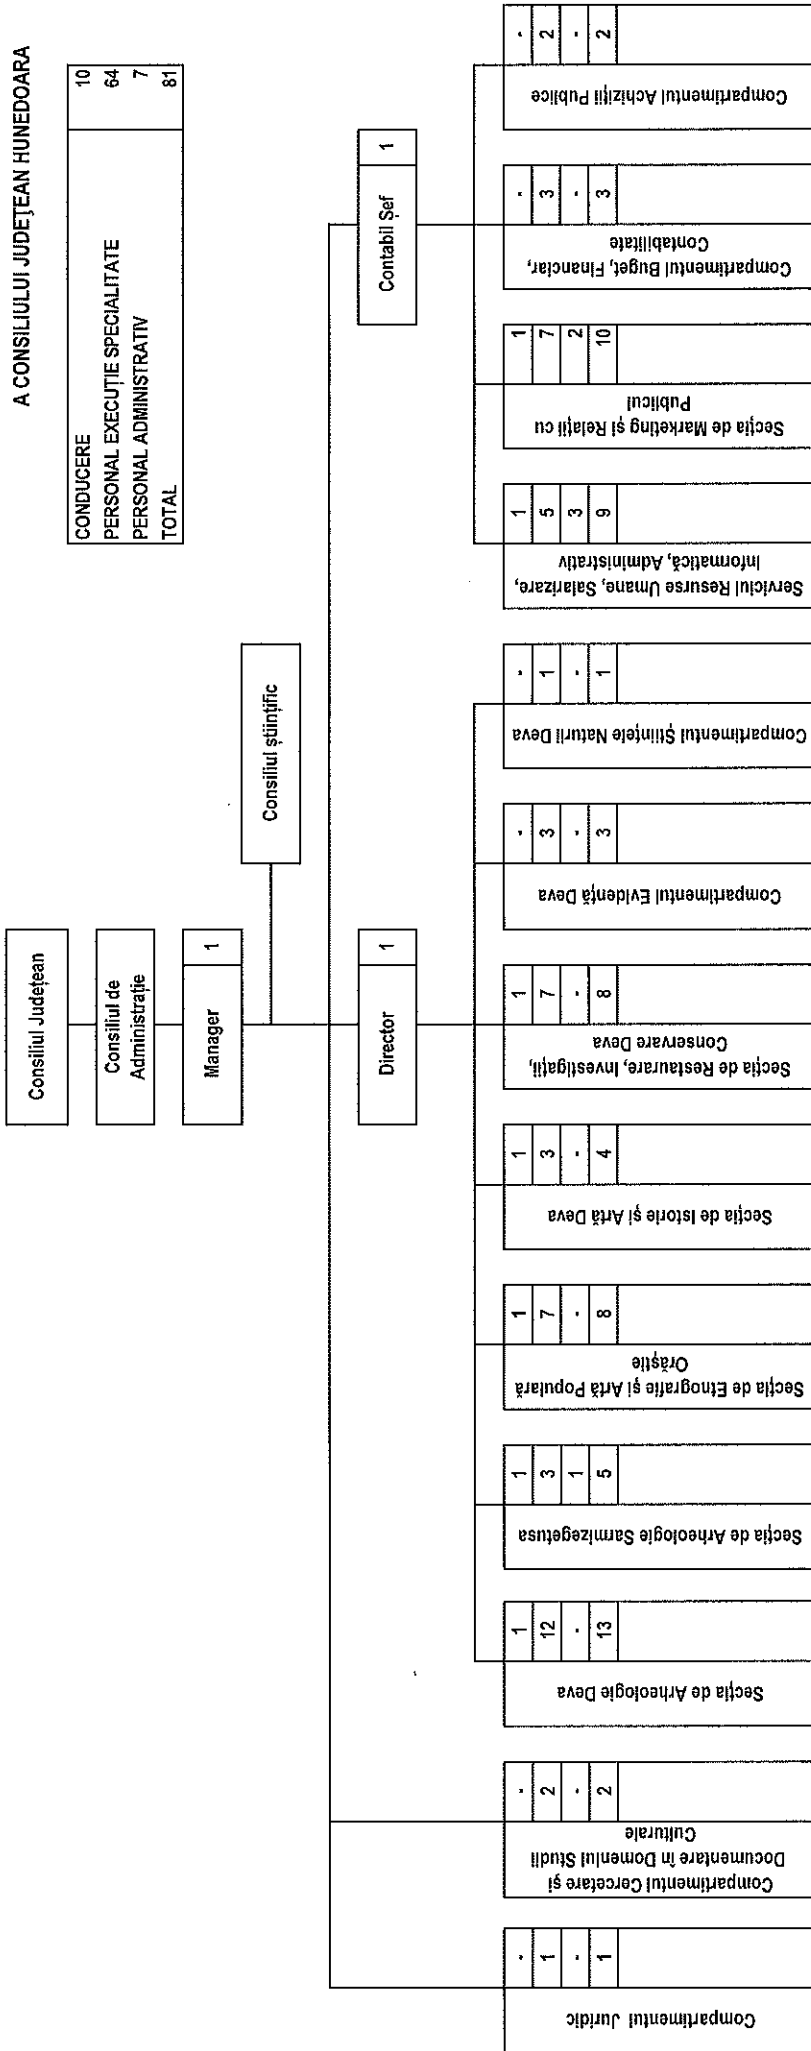 A CONSILIULUI JUDEȚEAN HUNEDOARA
CONDUCERE 10
PERSONAL EXECUȚIE SPECIALITATE 64
PERSONAL ADMINISTRATIV 7
TOTAL 81
Consiliul Județean
Consiliul de
Administrație
Manager 1
Consiliul științific
Director 1
Contabil Șef 1
Compartimentul Juridic
-
1
-
1
Compartimentul Cercetare și
Documentare în Domeniul Studii
Culturale
-
2
-
2
Secția de Arheologie Deva
1
12
-
13
Secția de Arheologie Sarmizegetusa
1
3
1
5
Secția de Etnografie și Artă Populară
Orăștie
1
7
-
8
Secția de Istorie și Artă Deva
1
3
-
4
Secția de Restaurare, Investigații,
Conservare Deva
1
7
-
8
Compartimentul Evidență Deva
-
3
-
3
Compartimentul Științele Naturii Deva
-
1
-
1
Serviciul Resurse Umane, Salarizare,
Informatică, Administrativ
1
5
3
9
Secția de Marketing și Relații cu
Publicul
1
7
2
10
Compartimentul Buget, Financiar,
Contabilitate
-
3
-
3
Compartimentul Achiziții Publice
-
2
-
2